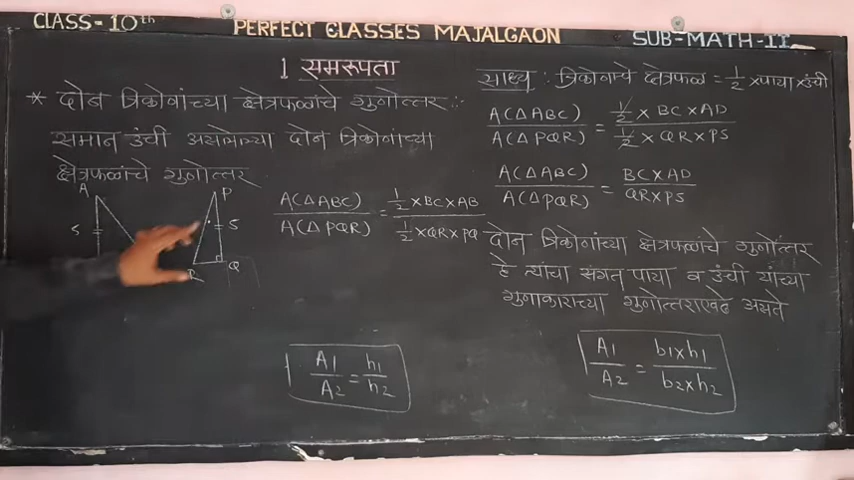 CLASS-10th
PERFECT CLASSES MAJALGAON
SUB-MATH-II
1 समरूपता
* दोन त्रिकोणांच्या क्षेत्रफळांचे गुणोत्तर :
समान उंची असलेल्या दोन त्रिकोणांच्या
क्षेत्रफळांचे गुणोत्तर
A
5
P
5
R
Q
A(△ABC) / A(△PQR) = ½ × BC × AB / ½ × QR × PQ
A1/A2 = h1/h2
साध्य : त्रिकोणाचे क्षेत्रफळ = ½ × पाया × उंची
A(△ABC) / A(△PQR) = ½ × BC × AD / ½ × QR × PS
A(△ABC) / A(△PQR) = BC × AD / QR × PS
दोन त्रिकोणांच्या क्षेत्रफळांचे गुणोत्तर
हे त्यांचा संगत पाया व उंची यांच्या
गुणाकाराच्या गुणोत्तराएवढे असते
A1/A2 = b1×h1 / b2×h2